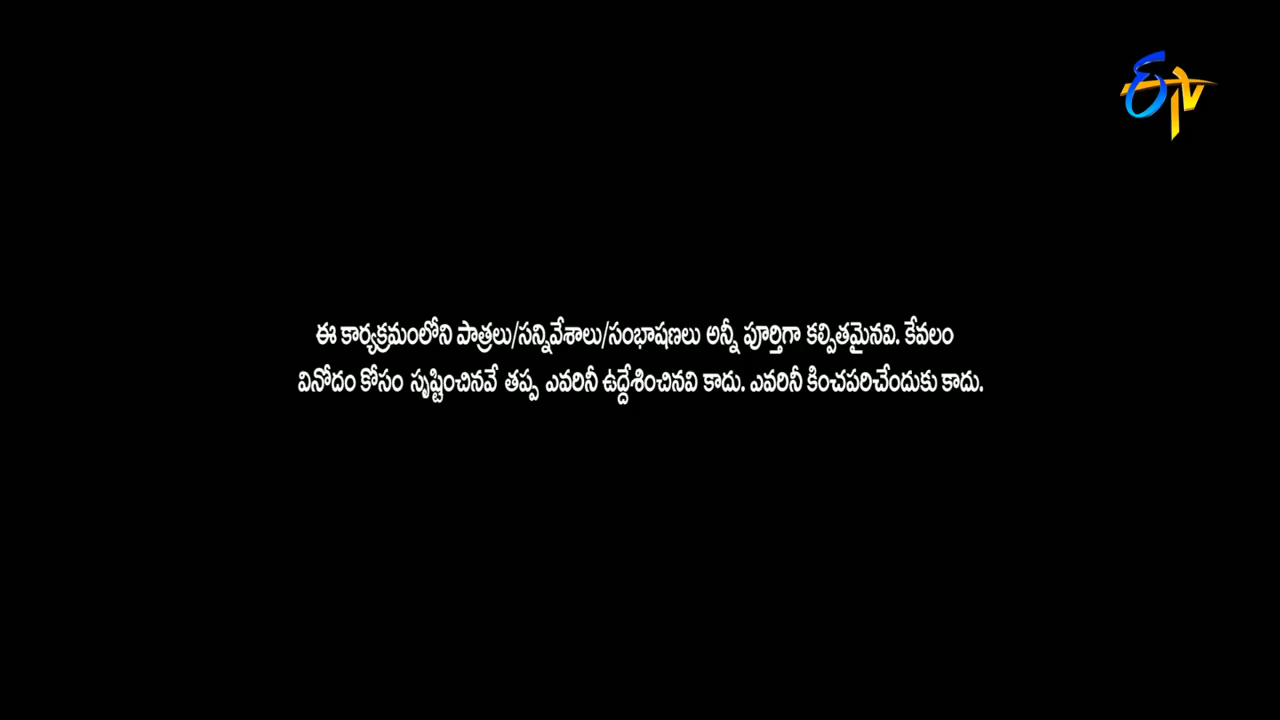 ఈ టీవీ
ఈ కార్యక్రమంలోని పాత్రలు/సన్నివేశాలు/సంభాషణలు అన్నీ పూర్తిగా కల్పితమైనవి. కేవలం
వినోదం కోసం సృష్టించినవే తప్ప ఎవరినీ ఉద్దేశించినవి కాదు. ఎవరినీ కించపరిచేందుకు కాదు.